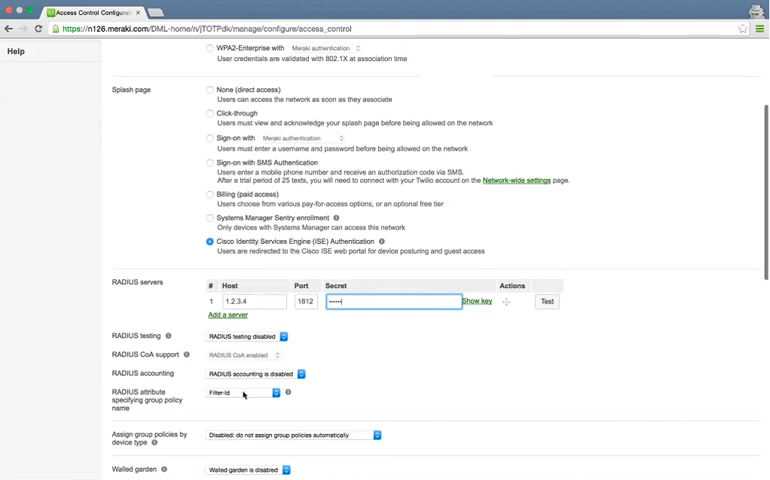 Access Control Configurat
https://n126.meraki.com/DML-home/n/jTOTPdk/manage/configure/access_control
Help
WPA2-Enterprise with Meraki authentication
User credentials are validated with 802.1X at association time
Splash page
None (direct access)
Users can access the network as soon as they associate
Click-through
Users must view and acknowledge your splash page before being allowed on the network
Sign-on with Meraki authentication
Users must enter a username and password before being allowed on the network
Sign-on with SMS Authentication
Users enter a mobile phone number and receive an authorization code via SMS.
After a trial period of 25 texts, you will need to connect with your Twilio account on the Network-wide settings page.
Billing (paid access)
Users choose from various pay-for-access options, or an optional free tier
Systems Manager Sentry enrollment
Only devices with Systems Manager can access this network
Cisco Identity Services Engine (ISE) Authentication
Users are redirected to the Cisco ISE web portal for device posturing and guest access
RADIUS servers
# Host Port Secret Actions
1 1.2.3.4 1812 •••••• Show key Test
Add a server
RADIUS testing RADIUS testing disabled
RADIUS CoA support RADIUS CoA enabled
RADIUS accounting RADIUS accounting is disabled
RADIUS attribute
specifying group policy
name
Filter-Id
Assign group policies by
device type
Disabled: do not assign group policies automatically
Walled garden Walled garden is disabled